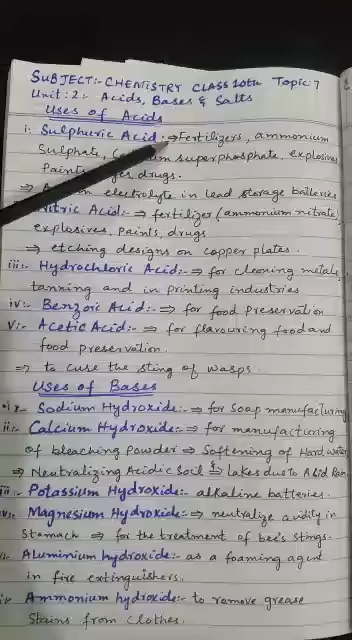 SUBJECT:- CHEMISTRY CLASS 10th Topic: 7
Unit: 2:- Acids, Bases & Salts
Uses of Acids
i: Sulphuric Acid:- ⇒ Fertilizers, ammonium
Sulphate, superphosphate, explosives
Paints, drugs.
⇒ electrolyte in lead storage batteries
Nitric Acid:- ⇒ fertilizer (ammonium nitrate)
explosives, Paints, drugs
⇒ etching designs on copper plates.
iii:- Hydrochloric Acid:- ⇒ for cleaning metals,
tanning and in printing industries
iv:- Benzoic Acid:- ⇒ for food preservation
v:- Acetic Acid:- ⇒ for flavouring food and
food preservation.
⇒ to cure the sting of wasps.
Uses of Bases
i:- Sodium Hydroxide:- ⇒ for soap manufacturing
ii:- Calcium Hydroxide:- ⇒ for manufacturing
of bleaching powder ⇒ Softening of Hard water
⇒ Neutralizing Acidic Soil & lakes due to Acid Rain.
iii:- Potassium Hydroxide:- alkaline batteries.
iv:- Magnesium Hydroxide:- ⇒ neutralize acidity in
Stomach ⇒ for the treatment of bee's stings.
Aluminium hydroxide:- as a foaming agent
in fire extinguishers.
Ammonium hydroxide:- to remove grease
Stains from clothes.